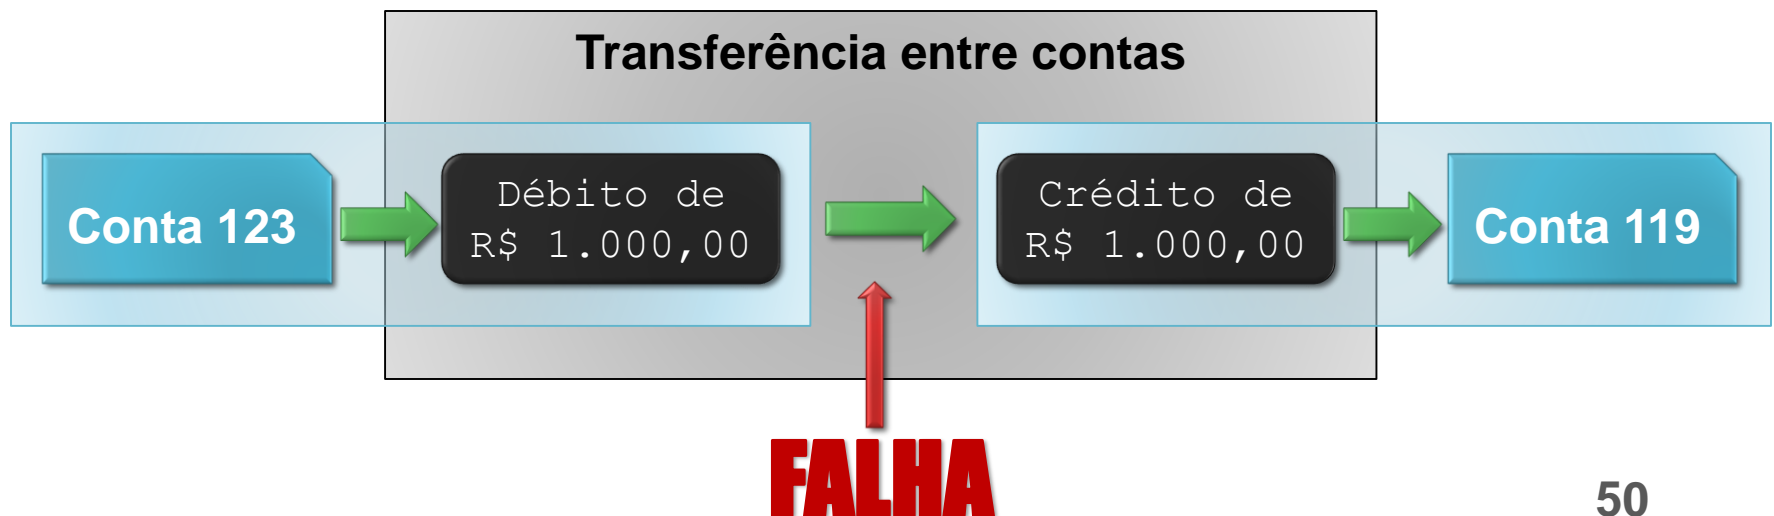 Transferência entre contas
Conta 123
Débito de
R$ 1.000,00
Crédito de
R$ 1.000,00
Conta 119
FALHA
50